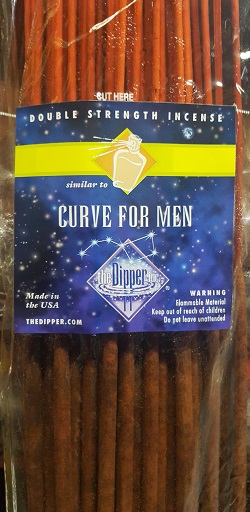 CUT HERE
DOUBLE STRENGTH INCENSE
similar to
CURVE FOR MEN
the Dipper inc.
Made in
the USA
THEDIPPER.COM
WARNING
Flammable Material
Keep out of reach of children
Do not leave unattended